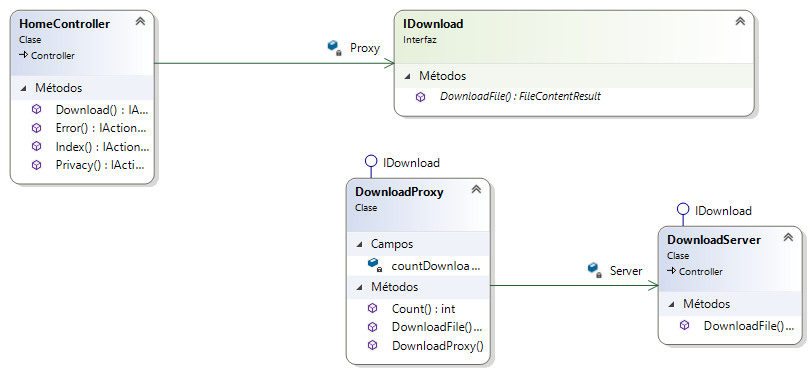 HomeController
Clase
Controller
Métodos
Download() : IA...
Error() : IAction...
Index() : IAction...
Privacy() : IActi...
Proxy
IDownload
Interfaz
Métodos
DownloadFile() : FileContentResult
IDownload
DownloadProxy
Clase
Campos
countDownloa...
Métodos
Count() : int
DownloadFile()...
DownloadProxy()
Server
IDownload
DownloadServer
Clase
Controller
Métodos
DownloadFile()...